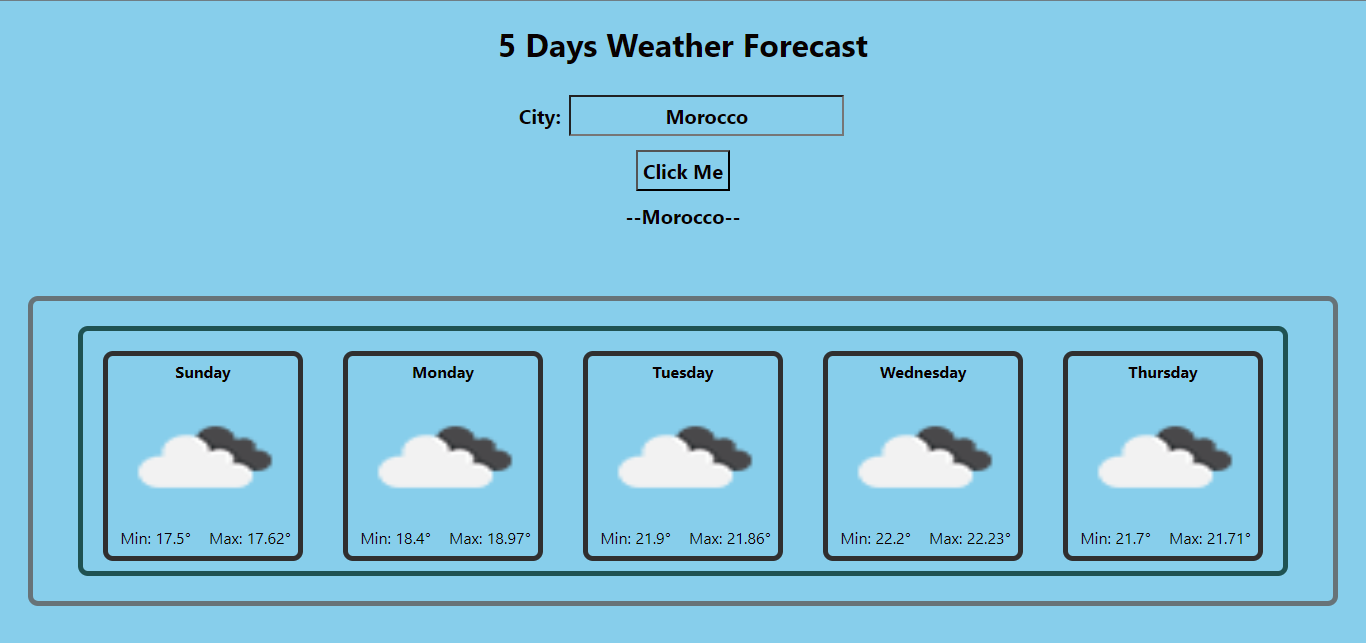 5 Days Weather Forecast
City: Morocco
Click Me
--Morocco--
Sunday Monday Tuesday Wednesday Thursday
Min: 17.5° Max: 17.62° Min: 18.4° Max: 18.97° Min: 21.9° Max: 21.86° Min: 22.2° Max: 22.23° Min: 21.7° Max: 21.71°